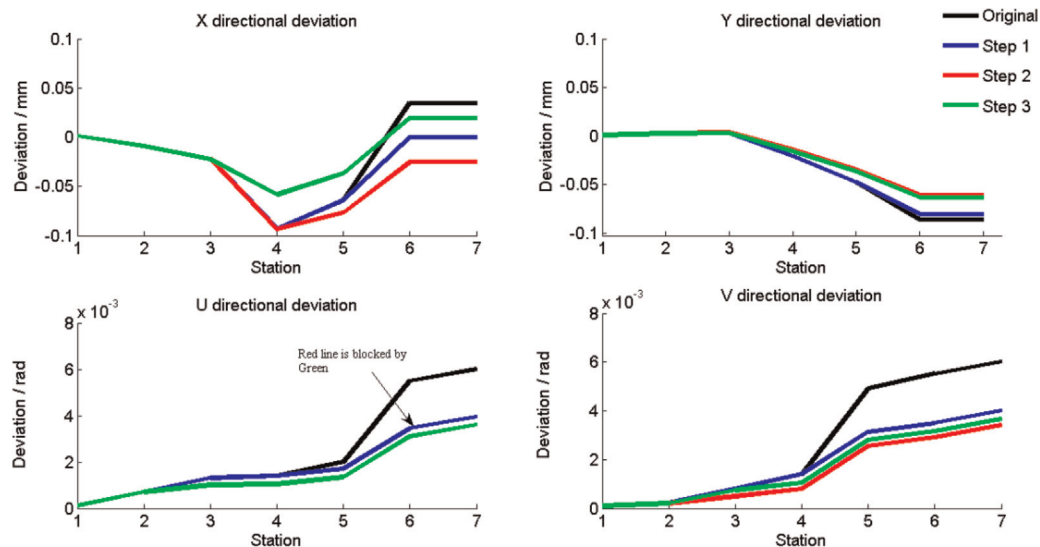 X directional deviation
Deviation / mm
0.1
0.05
0
-0.05
-0.1
1 2 3 4 5 6 7
Station
Y directional deviation
Deviation / mm
0.1
0.05
0
-0.05
-0.1
1 2 3 4 5 6 7
Station
Original
Step 1
Step 2
Step 3
U directional deviation
x 10-3
Deviation / rad
8
6
4
2
0
Red line is blocked by
Green
1 2 3 4 5 6 7
Station
V directional deviation
x 10-3
Deviation / rad
8
6
4
2
0
1 2 3 4 5 6 7
Station